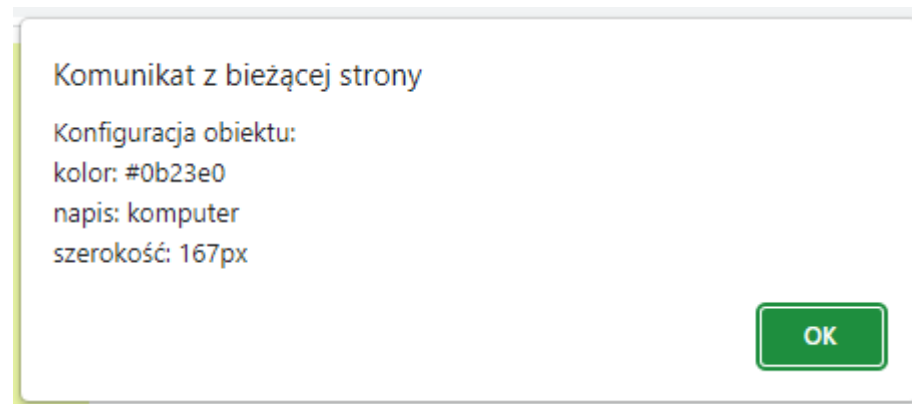 Komunikat z bieżącej strony
Konfiguracja obiektu:
kolor: #0b23e0
napis: komputer
szerokość: 167px
OK